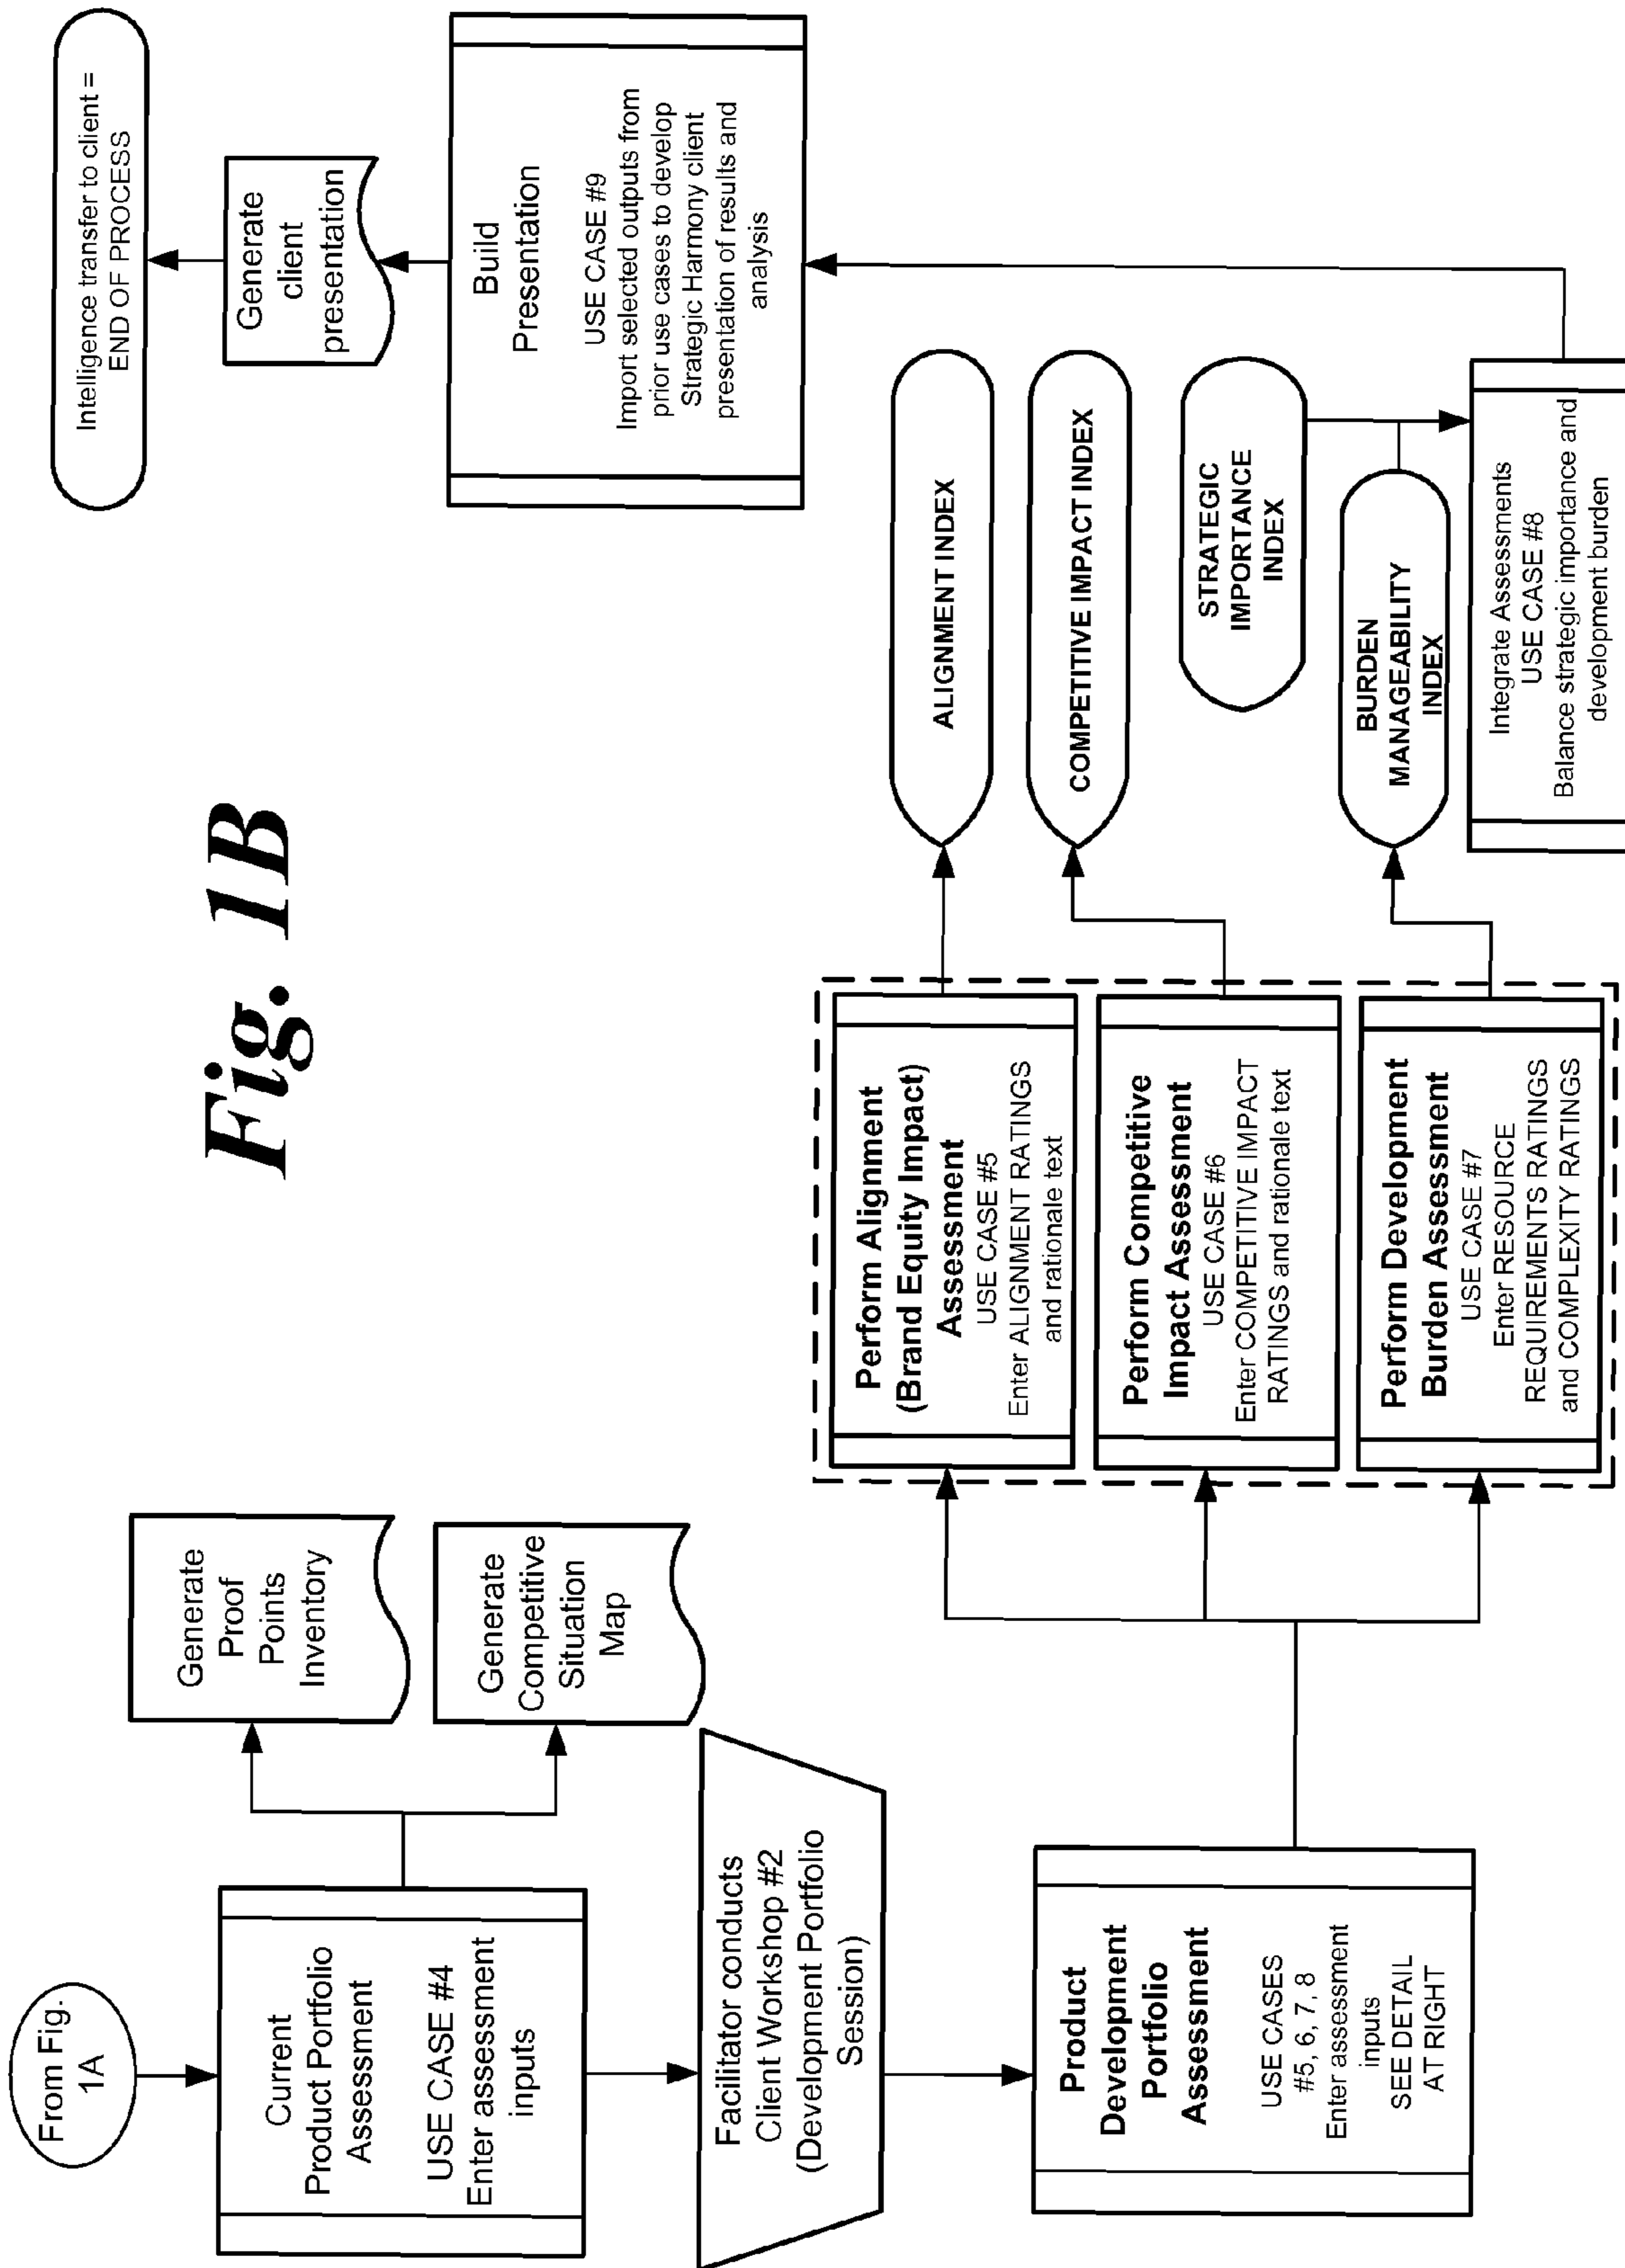 Fig. 1B
From Fig.
1A
Current
Product Portfolio
Assessment
USE CASE #4
Enter assessment
inputs
Generate
Proof
Points
Inventory
Generate
Competitive
Situation
Map
Facilitator conducts
Client Workshop #2
(Development Portfolio
Session)
Product
Development
Portfolio
Assessment
USE CASES
#5, 6, 7, 8
Enter assessment
inputs
SEE DETAIL
AT RIGHT
Perform Alignment
(Brand Equity Impact)
Assessment
USE CASE #5
Enter ALIGNMENT RATINGS
and rationale text
Perform Competitive
Impact Assessment
USE CASE #6
Enter COMPETITIVE IMPACT
RATINGS and rationale text
Perform Development
Burden Assessment
USE CASE #7
Enter RESOURCE
REQUIREMENTS RATINGS
and COMPLEXITY RATINGS
ALIGNMENT INDEX
COMPETITIVE IMPACT INDEX
STRATEGIC
IMPORTANCE
INDEX
BURDEN
MANAGEABILITY
INDEX
Integrate Assessments
USE CASE #8
Balance strategic importance and
development burden
Build
Presentation
USE CASE #9
Import selected outputs from
prior use cases to develop
Strategic Harmony client
presentation of results and
analysis
Generate
client
presentation
Intelligence transfer to client =
END OF PROCESS